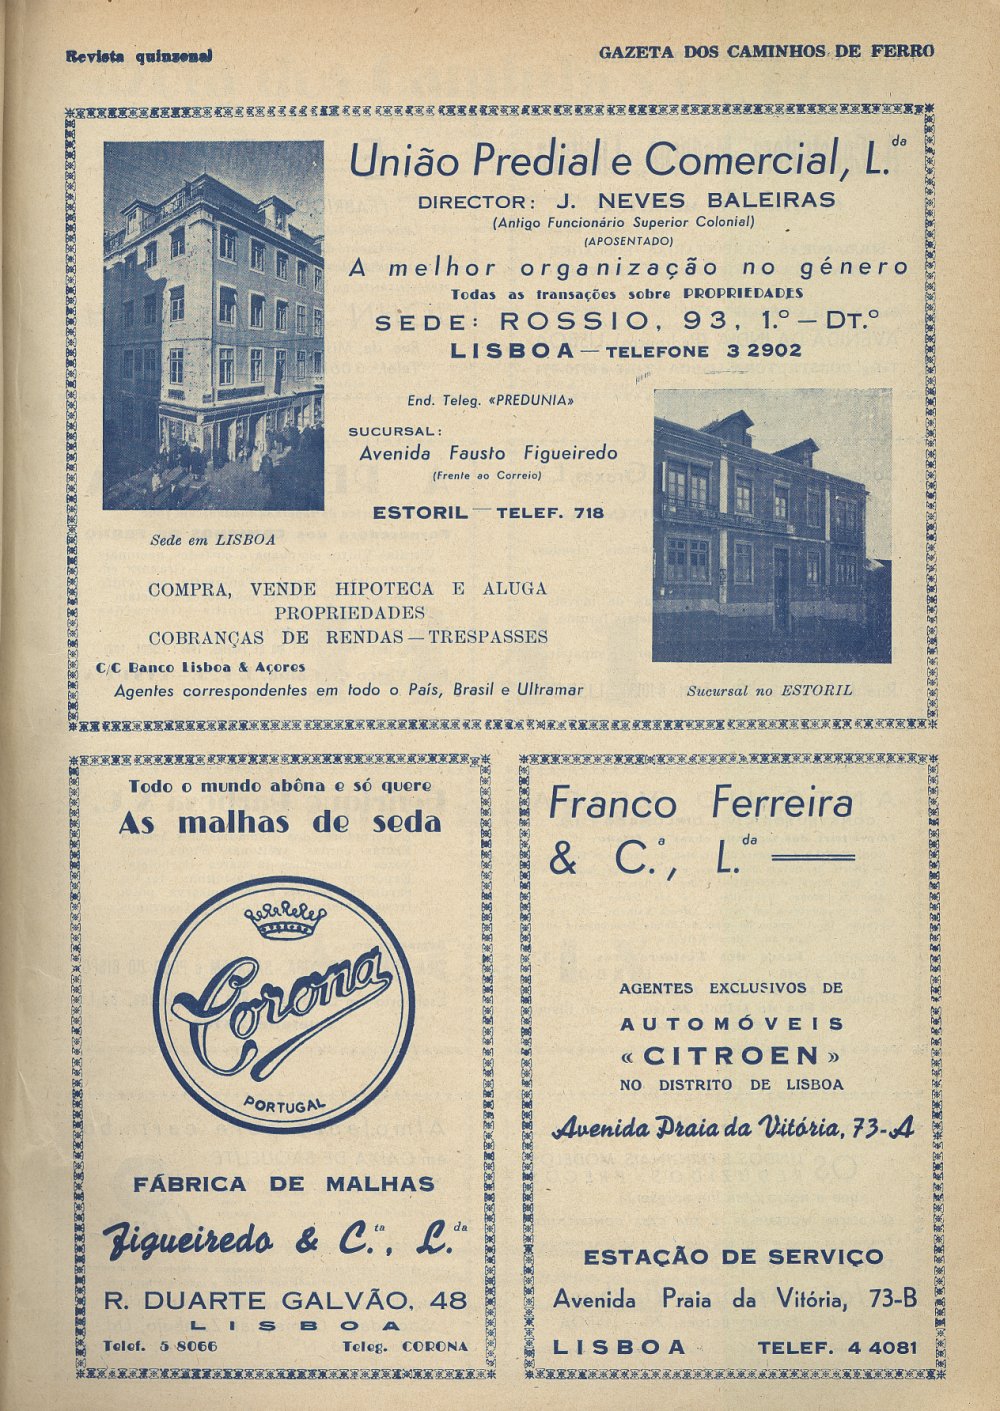 Revista quinzenal
GAZETA DOS CAMINHOS DE FERRO
União Predial e Comercial, L.da
DIRECTOR: J. NEVES BALEIRAS
(Antigo Funcionário Superior Colonial)
(APOSENTADO)
A melhor organização no género
Todas as transações sobre PROPRIEDADES
SEDE: ROSSIO, 93, 1.º — DT.º
LISBOA — TELEFONE 3 2902
End. Teleg. «PREDUNIA»
SUCURSAL:
Avenida Fausto Figueiredo
(Frente ao Correio)
ESTORIL — TELEF. 718
Sede em LISBOA
COMPRA, VENDE HIPOTECA E ALUGA
PROPRIEDADES
COBRANÇAS DE RENDAS — TRESPASSES
C/C Banco Lisboa & Açores
Agentes correspondentes em todo o País, Brasil e Ultramar
Sucursal no ESTORIL
Todo o mundo abôna e só quere
As malhas de seda
Corona
PORTUGAL
FÁBRICA DE MALHAS
Figueiredo & C.ta, L.da
R. DUARTE GALVÃO, 48
LISBOA
Telef. 5 8066
Teleg. CORONA
Franco Ferreira
& C.a, L.da
AGENTES EXCLUSIVOS DE
AUTOMÓVEIS
«CITROEN»
NO DISTRITO DE LISBOA
Avenida Praia da Vitória, 73-A
ESTAÇÃO DE SERVIÇO
Avenida Praia da Vitória, 73-B
LISBOA TELEF. 4 4081